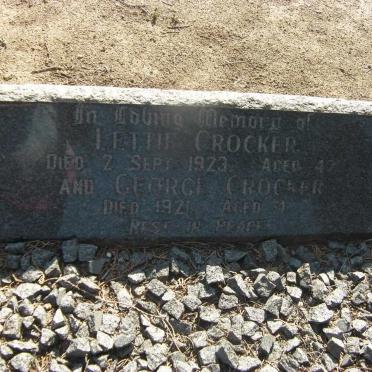 In Loving Memory of
Lettie Crocker
Died 2 Sept 1923. Aged
and George Crocker
Died 1921 Aged
Rest in Peace